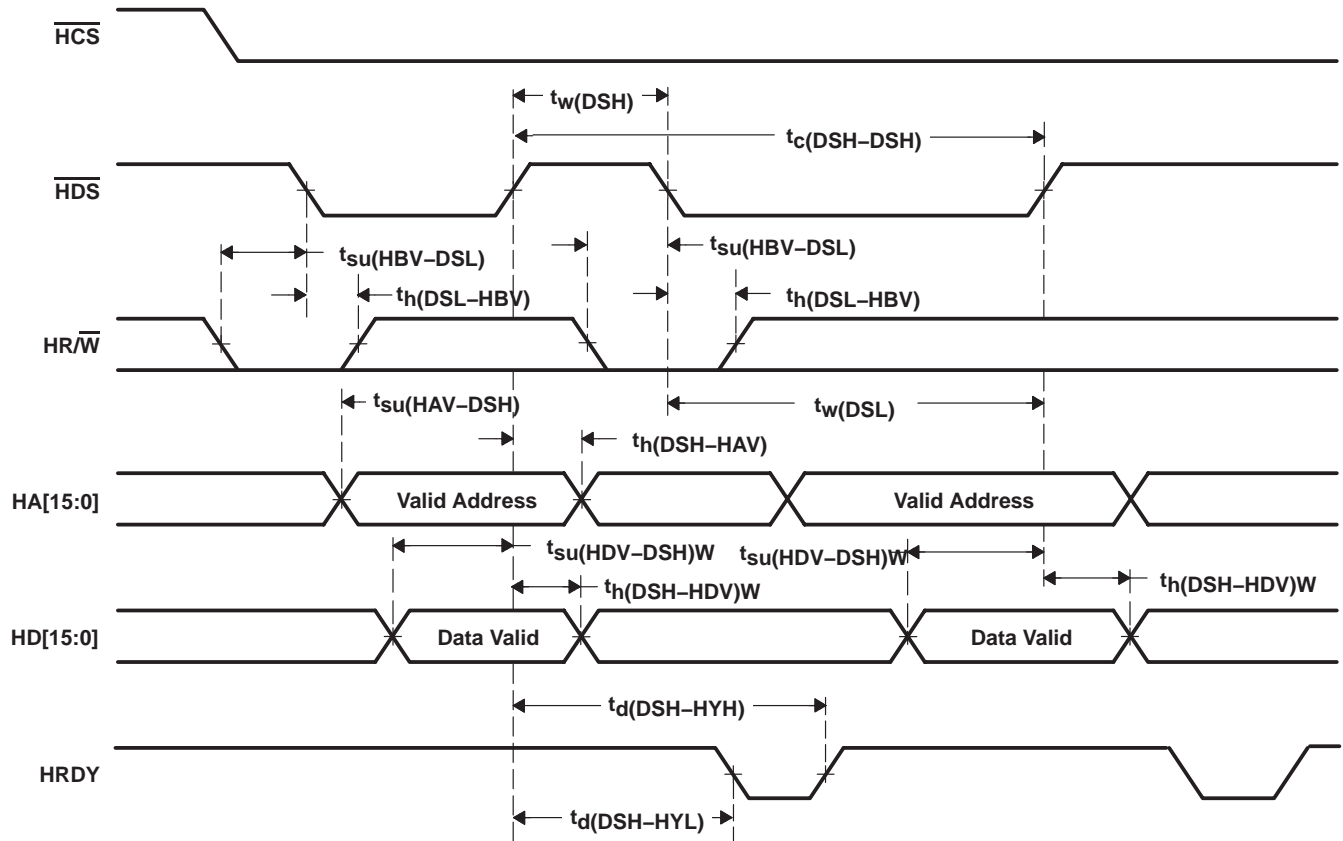 HCS
tw(DSH)
tc(DSH–DSH)
HDS
tsu(HBV–DSL)
tsu(HBV–DSL)
th(DSL–HBV)
th(DSL–HBV)
HR/W
tsu(HAV–DSH)
tw(DSL)
th(DSH–HAV)
HA[15:0]
Valid Address
Valid Address
tsu(HDV–DSH)W
tsu(HDV–DSH)W
th(DSH–HDV)W
th(DSH–HDV)W
HD[15:0]
Data Valid
Data Valid
td(DSH–HYH)
HRDY
td(DSH–HYL)